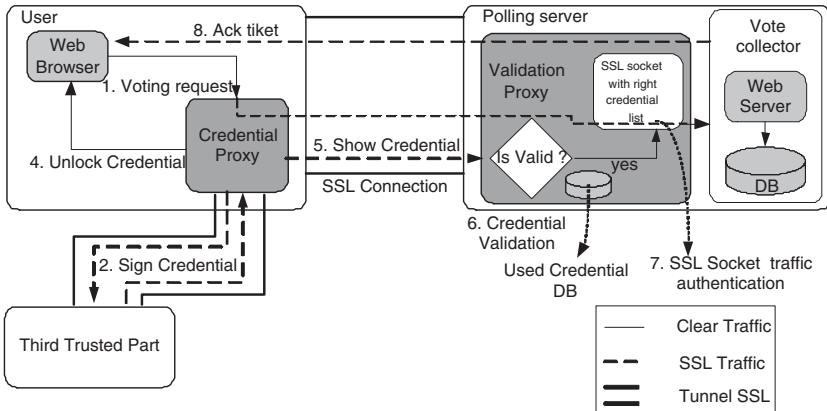 User
Polling server
8. Ack tiket
Vote
collector
Web
Browser
1. Voting request
Validation
Proxy
SSL socket
with right
credential
list
Web
Server
Credential
Proxy
4. Unlock Credential
5. Show Credential
Is Valid ?
yes
DB
SSL Connection
6. Credential
Validation
2. Sign Credential
Used Credential
DB
7. SSL Socket traffic
authentication
Third Trusted Part
Clear Traffic
SSL Traffic
Tunnel SSL